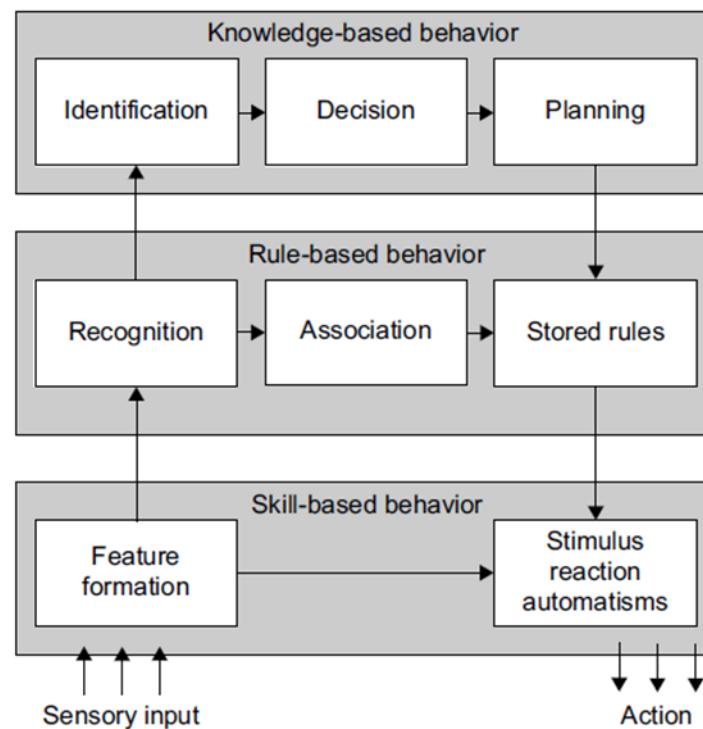 Knowledge-based behavior
Identification
Decision
Planning
Rule-based behavior
Recognition
Association
Stored rules
Skill-based behavior
Feature
formation
Stimulus
reaction
automatisms
Sensory input
Action